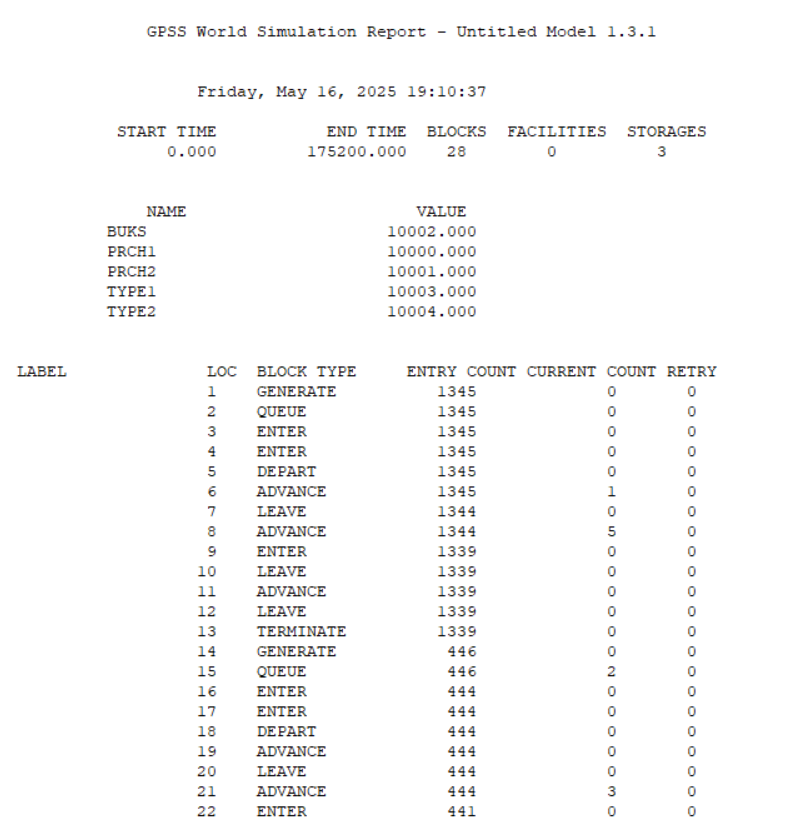 GPSS World Simulation Report - Untitled Model 1.3.1
Friday, May 16, 2025 19:10:37
START TIME END TIME BLOCKS FACILITIES STORAGES
0.000 175200.000 28 0 3
NAME VALUE
BUKS 10002.000
PRCH1 10000.000
PRCH2 10001.000
TYPE1 10003.000
TYPE2 10004.000
LABEL LOC BLOCK TYPE ENTRY COUNT CURRENT COUNT RETRY
1 GENERATE 1345 0 0
2 QUEUE 1345 0 0
3 ENTER 1345 0 0
4 ENTER 1345 0 0
5 DEPART 1345 0 0
6 ADVANCE 1345 1 0
7 LEAVE 1344 0 0
8 ADVANCE 1344 5 0
9 ENTER 1339 0 0
10 LEAVE 1339 0 0
11 ADVANCE 1339 0 0
12 LEAVE 1339 0 0
13 TERMINATE 1339 0 0
14 GENERATE 446 0 0
15 QUEUE 446 2 0
16 ENTER 444 0 0
17 ENTER 444 0 0
18 DEPART 444 0 0
19 ADVANCE 444 0 0
20 LEAVE 444 0 0
21 ADVANCE 444 3 0
22 ENTER 441 0 0